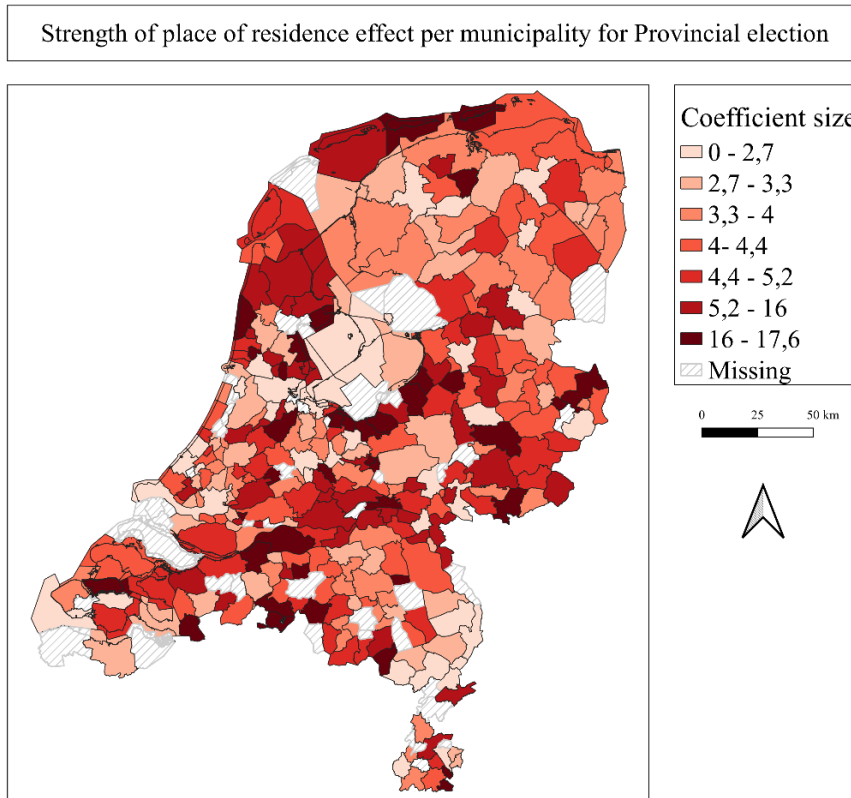 Strength of place of residence effect per municipality for Provincial election
Coefficient size
0 - 2,7
2,7 - 3,3
3,3 - 4
4- 4,4
4,4 - 5,2
5,2 - 16
16 - 17,6
Missing
0 25 50 km